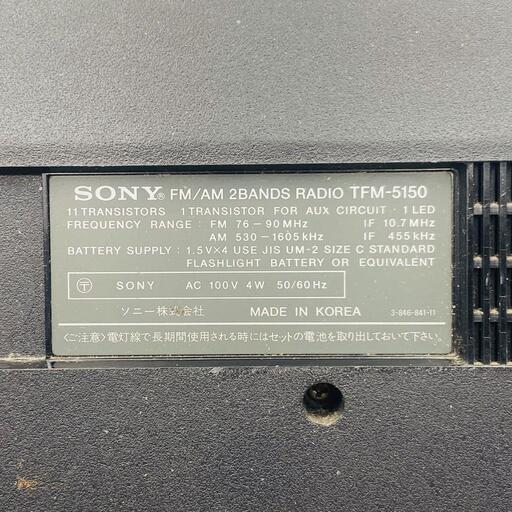 SONY® FM/AM 2BANDS RADIO TFM-5150
11 TRANSISTORS 1 TRANSISTOR FOR AUX CIRCUIT · 1 LED
FREQUENCY RANGE : FM 76-90MHz IF 10.7MHz
AM 530-1605kHz IF 455kHz
BATTERY SUPPLY : 1.5V×4 USE JIS UM-2 SIZE C STANDARD
FLASHLIGHT BATTERY OR EQUIVALENT
〒 SONY AC 100V 4W 50/60Hz
ソニー株式会社 MADE IN KOREA 3-846-841-11
〈ご注意〉電灯線で長期間使用される時にはセットの電池を取り出しておいて下さい。